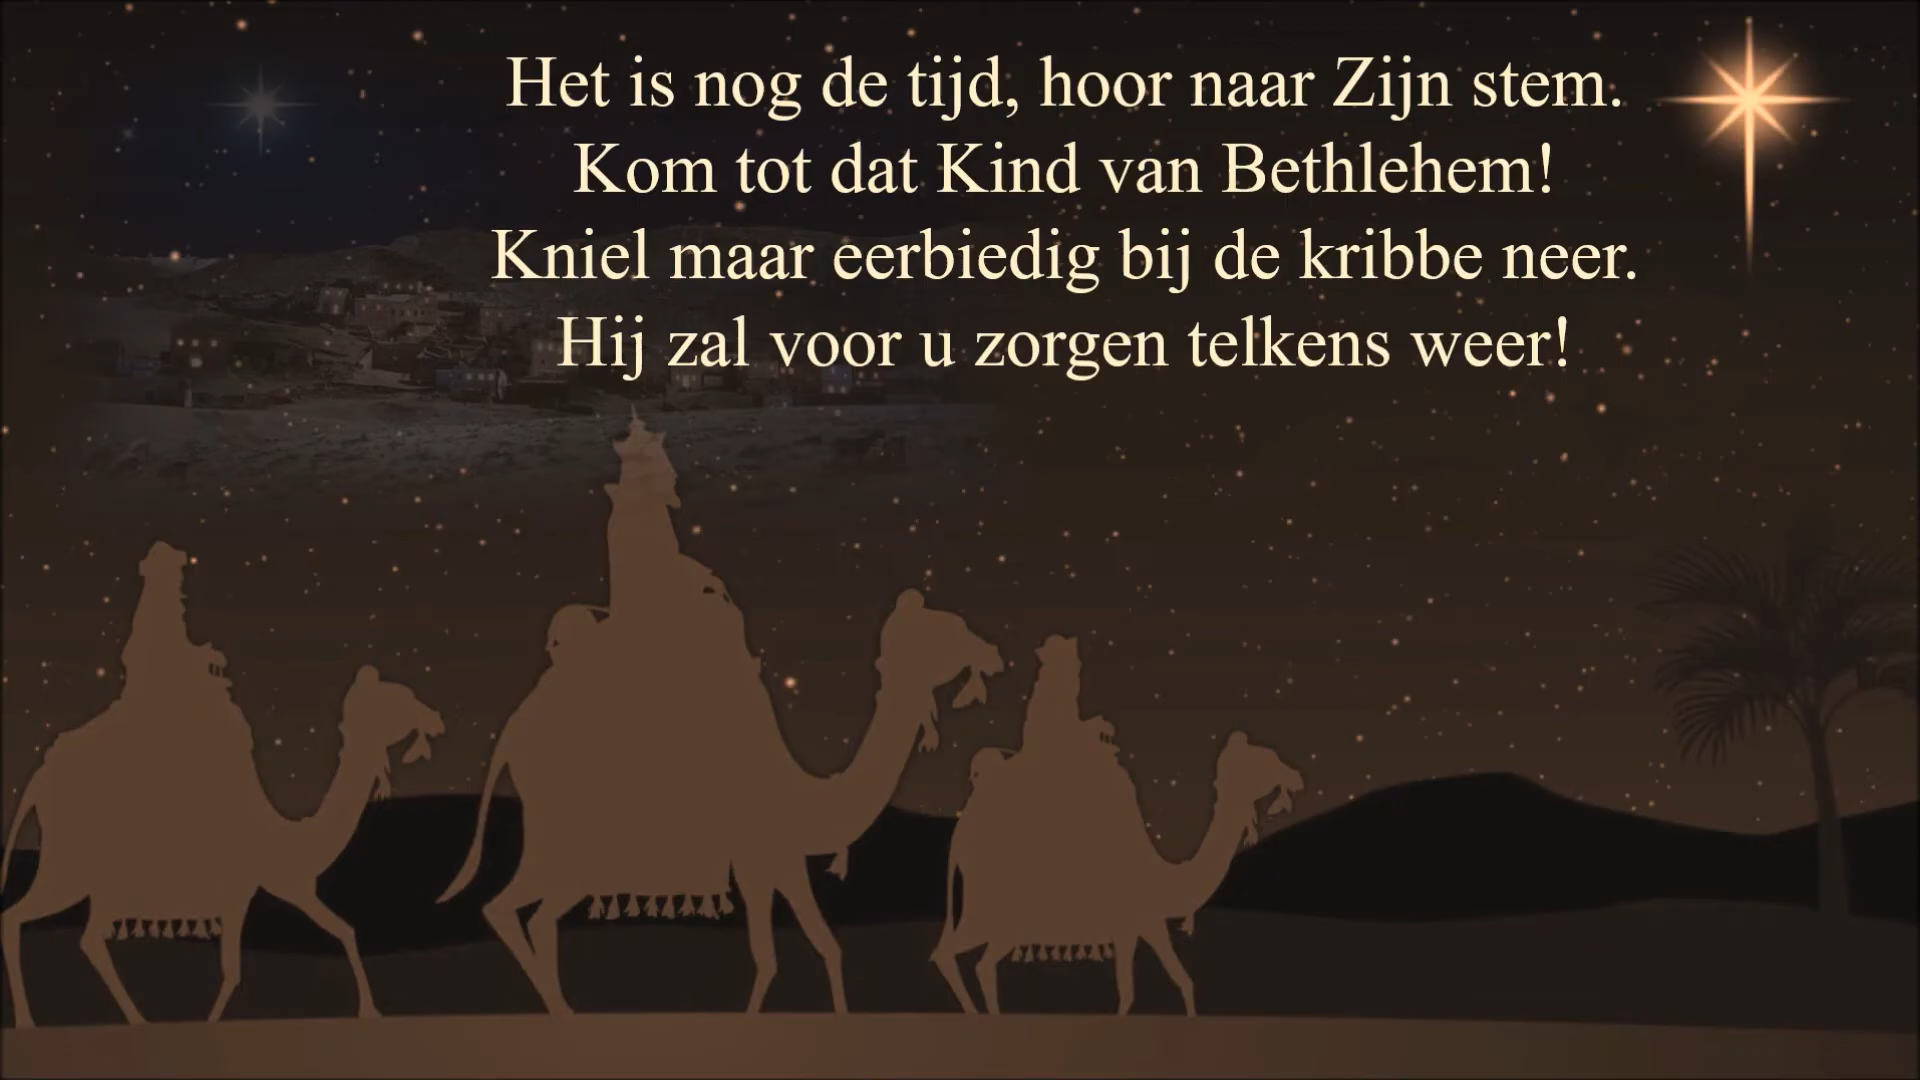 Het is nog de tijd, hoor naar Zijn stem.
Kom tot dat Kind van Bethlehem!
Kniel maar eerbiedig bij de kribbe neer.
Hij zal voor u zorgen telkens weer!